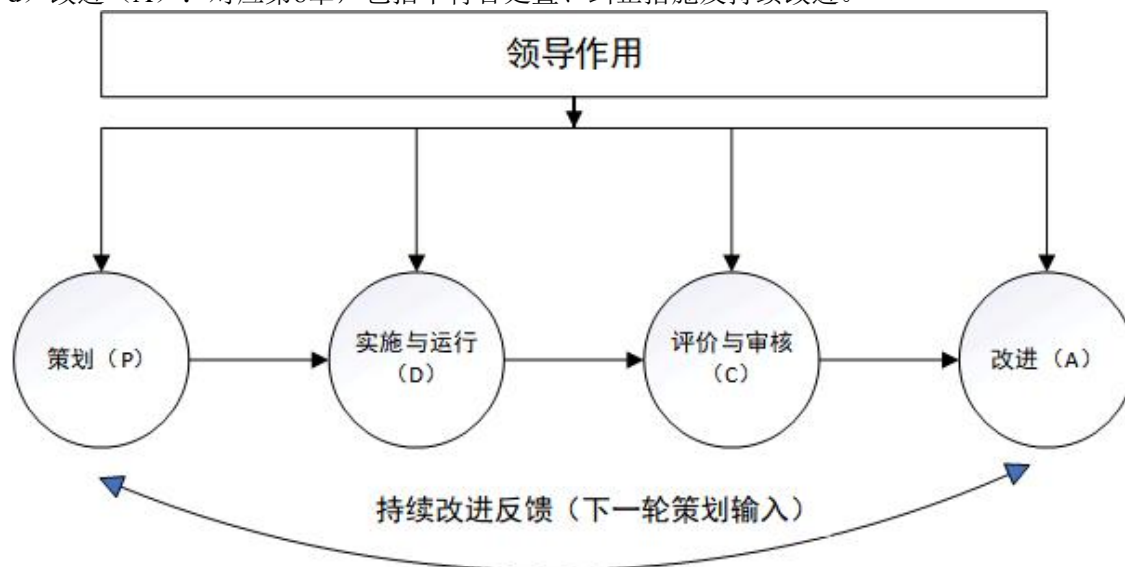 领导作用
策划（P）
实施与运行
（D）
评价与审核
（C）
改进（A）
持续改进反馈（下一轮策划输入）